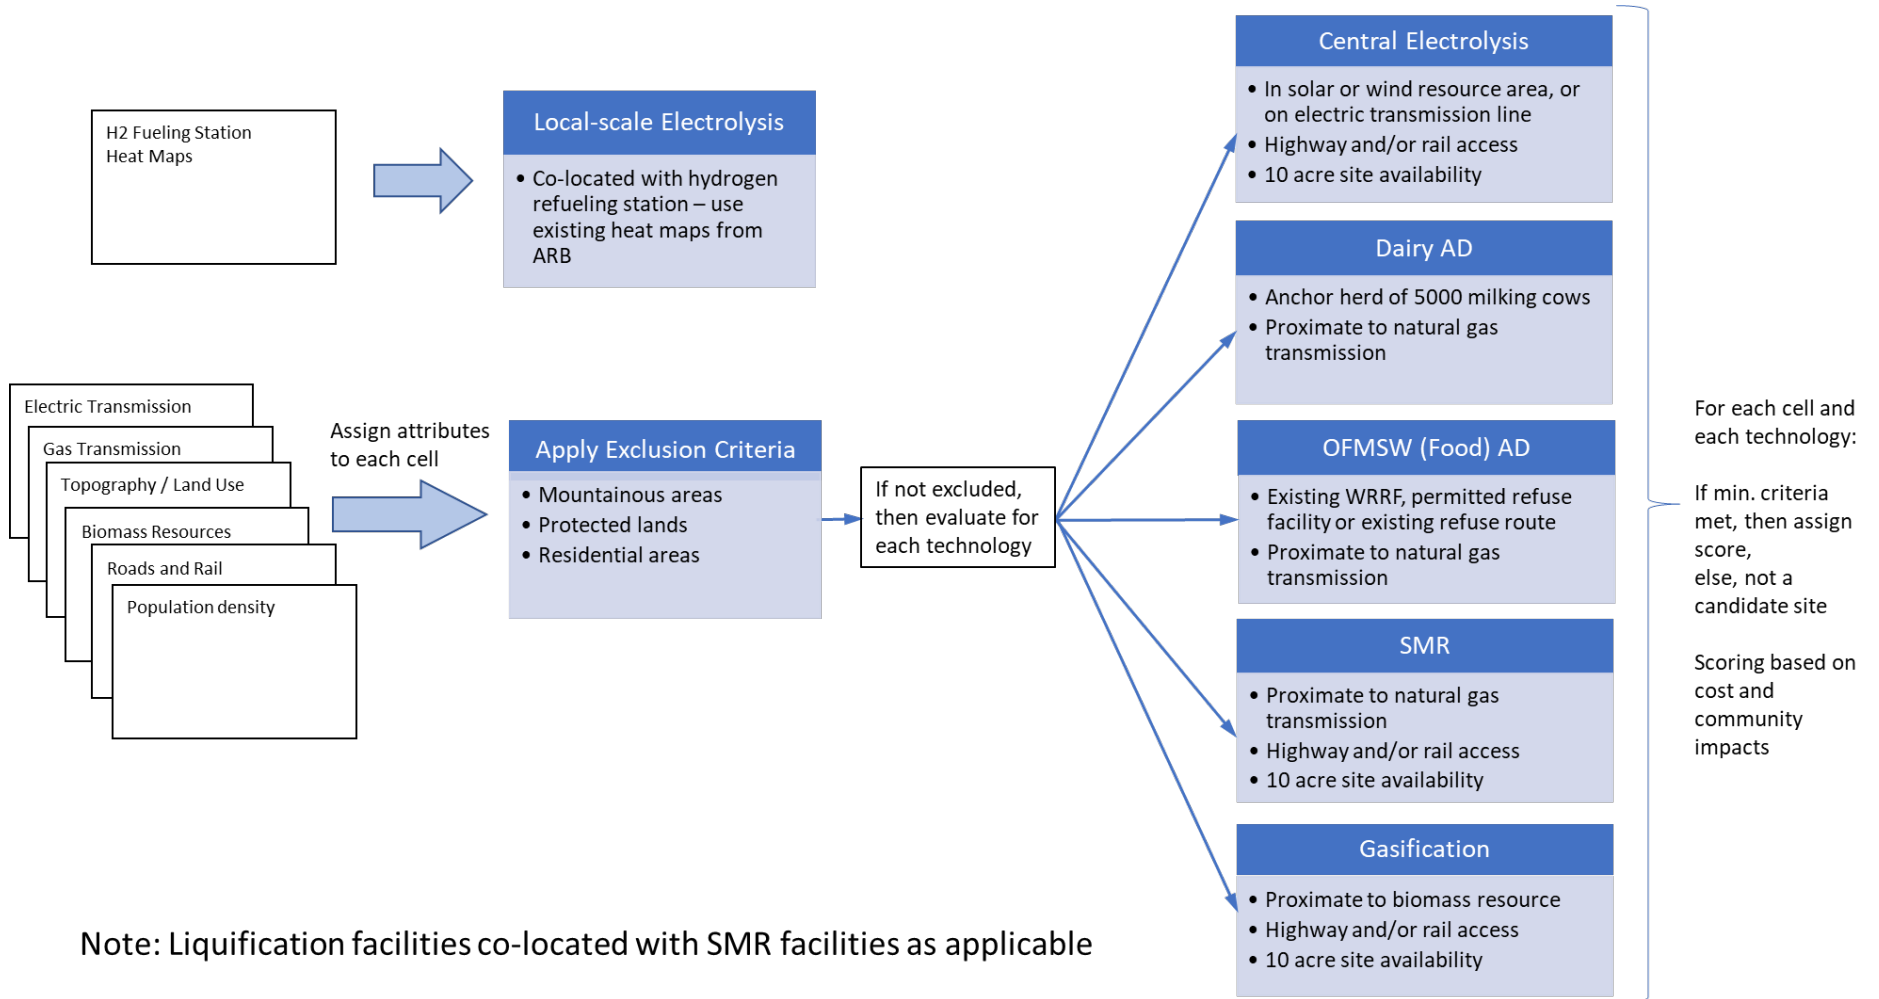 H2 Fueling Station
Heat Maps
Local-scale Electrolysis
• Co-located with hydrogen
refueling station – use
existing heat maps from
ARB
Electric Transmission
Gas Transmission
Topography / Land Use
Biomass Resources
Roads and Rail
Population density
Assign attributes
to each cell
Apply Exclusion Criteria
• Mountainous areas
• Protected lands
• Residential areas
If not excluded,
then evaluate for
each technology
Central Electrolysis
• In solar or wind resource area, or
on electric transmission line
• Highway and/or rail access
• 10 acre site availability
Dairy AD
• Anchor herd of 5000 milking cows
• Proximate to natural gas
transmission
OFMSW (Food) AD
• Existing WRRF, permitted refuse
facility or existing refuse route
• Proximate to natural gas
transmission
SMR
• Proximate to natural gas
transmission
• Highway and/or rail access
• 10 acre site availability
Gasification
• Proximate to biomass resource
• Highway and/or rail access
• 10 acre site availability
For each cell and
each technology:
If min. criteria
met, then assign
score,
else, not a
candidate site
Scoring based on
cost and
community
impacts
Note: Liquification facilities co-located with SMR facilities as applicable